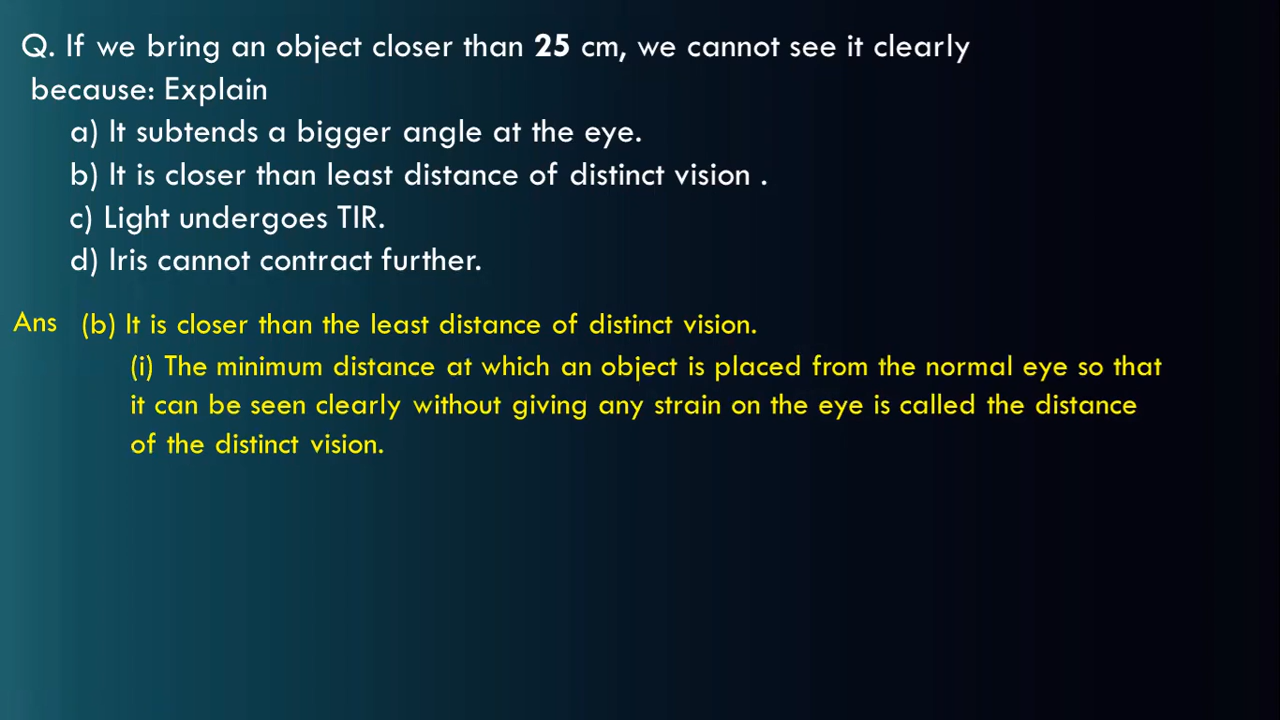 Q. If we bring an object closer than 25 cm, we cannot see it clearly
because: Explain
a) It subtends a bigger angle at the eye.
b) It is closer than least distance of distinct vision .
c) Light undergoes TIR.
d) Iris cannot contract further.
Ans (b) It is closer than the least distance of distinct vision.
(i) The minimum distance at which an object is placed from the normal eye so that
it can be seen clearly without giving any strain on the eye is called the distance
of the distinct vision.